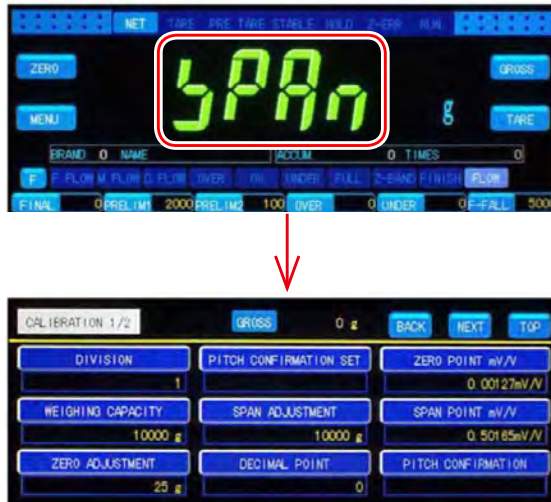 NET TARE PRE TARE STABLE HOLD Z-ERR RUN
ZERO GROSS
SPAn
MENU g TARE
BRAND 0 NAME ACCUM. 0 TIMES 0
F F.FLOW M.FLOW D.FLOW OVER OK UNDER FULL Z-BAND FINISH FLOW
FINAL 0 PRELIM1 2000 PRELIM2 100 OVER 0 UNDER 0 F-FALL 500
CALIBRATION 1/2 GROSS 0 g BACK NEXT TOP
DIVISION PITCH CONFIRMATION SET ZERO POINT mV/V
1 0.00127mV/V
WEIGHING CAPACITY SPAN ADJUSTMENT SPAN POINT mV/V
10000 g 10000 g 0.50165mV/V
ZERO ADJUSTMENT DECIMAL POINT PITCH CONFIRMATION
25 g 0